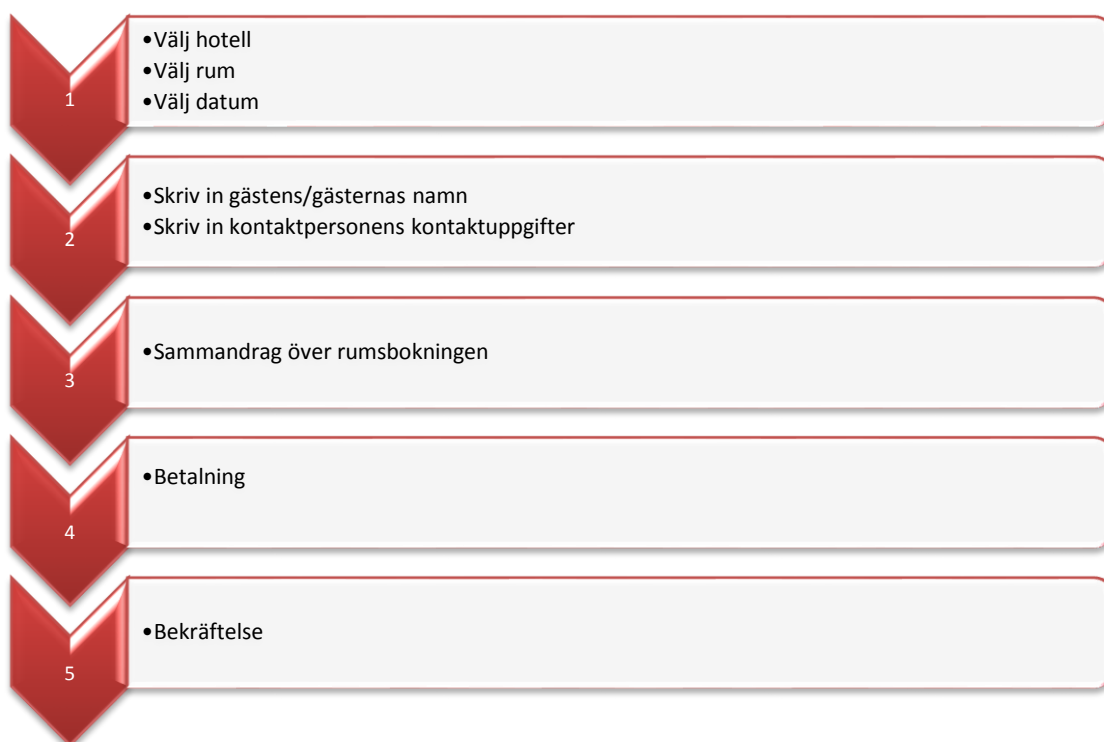 1
•Välj hotell
•Välj rum
•Välj datum
2
•Skriv in gästens/gästernas namn
•Skriv in kontaktpersonens kontaktuppgifter
3
•Sammandrag över rumsbokningen
4
•Betalning
5
•Bekräftelse